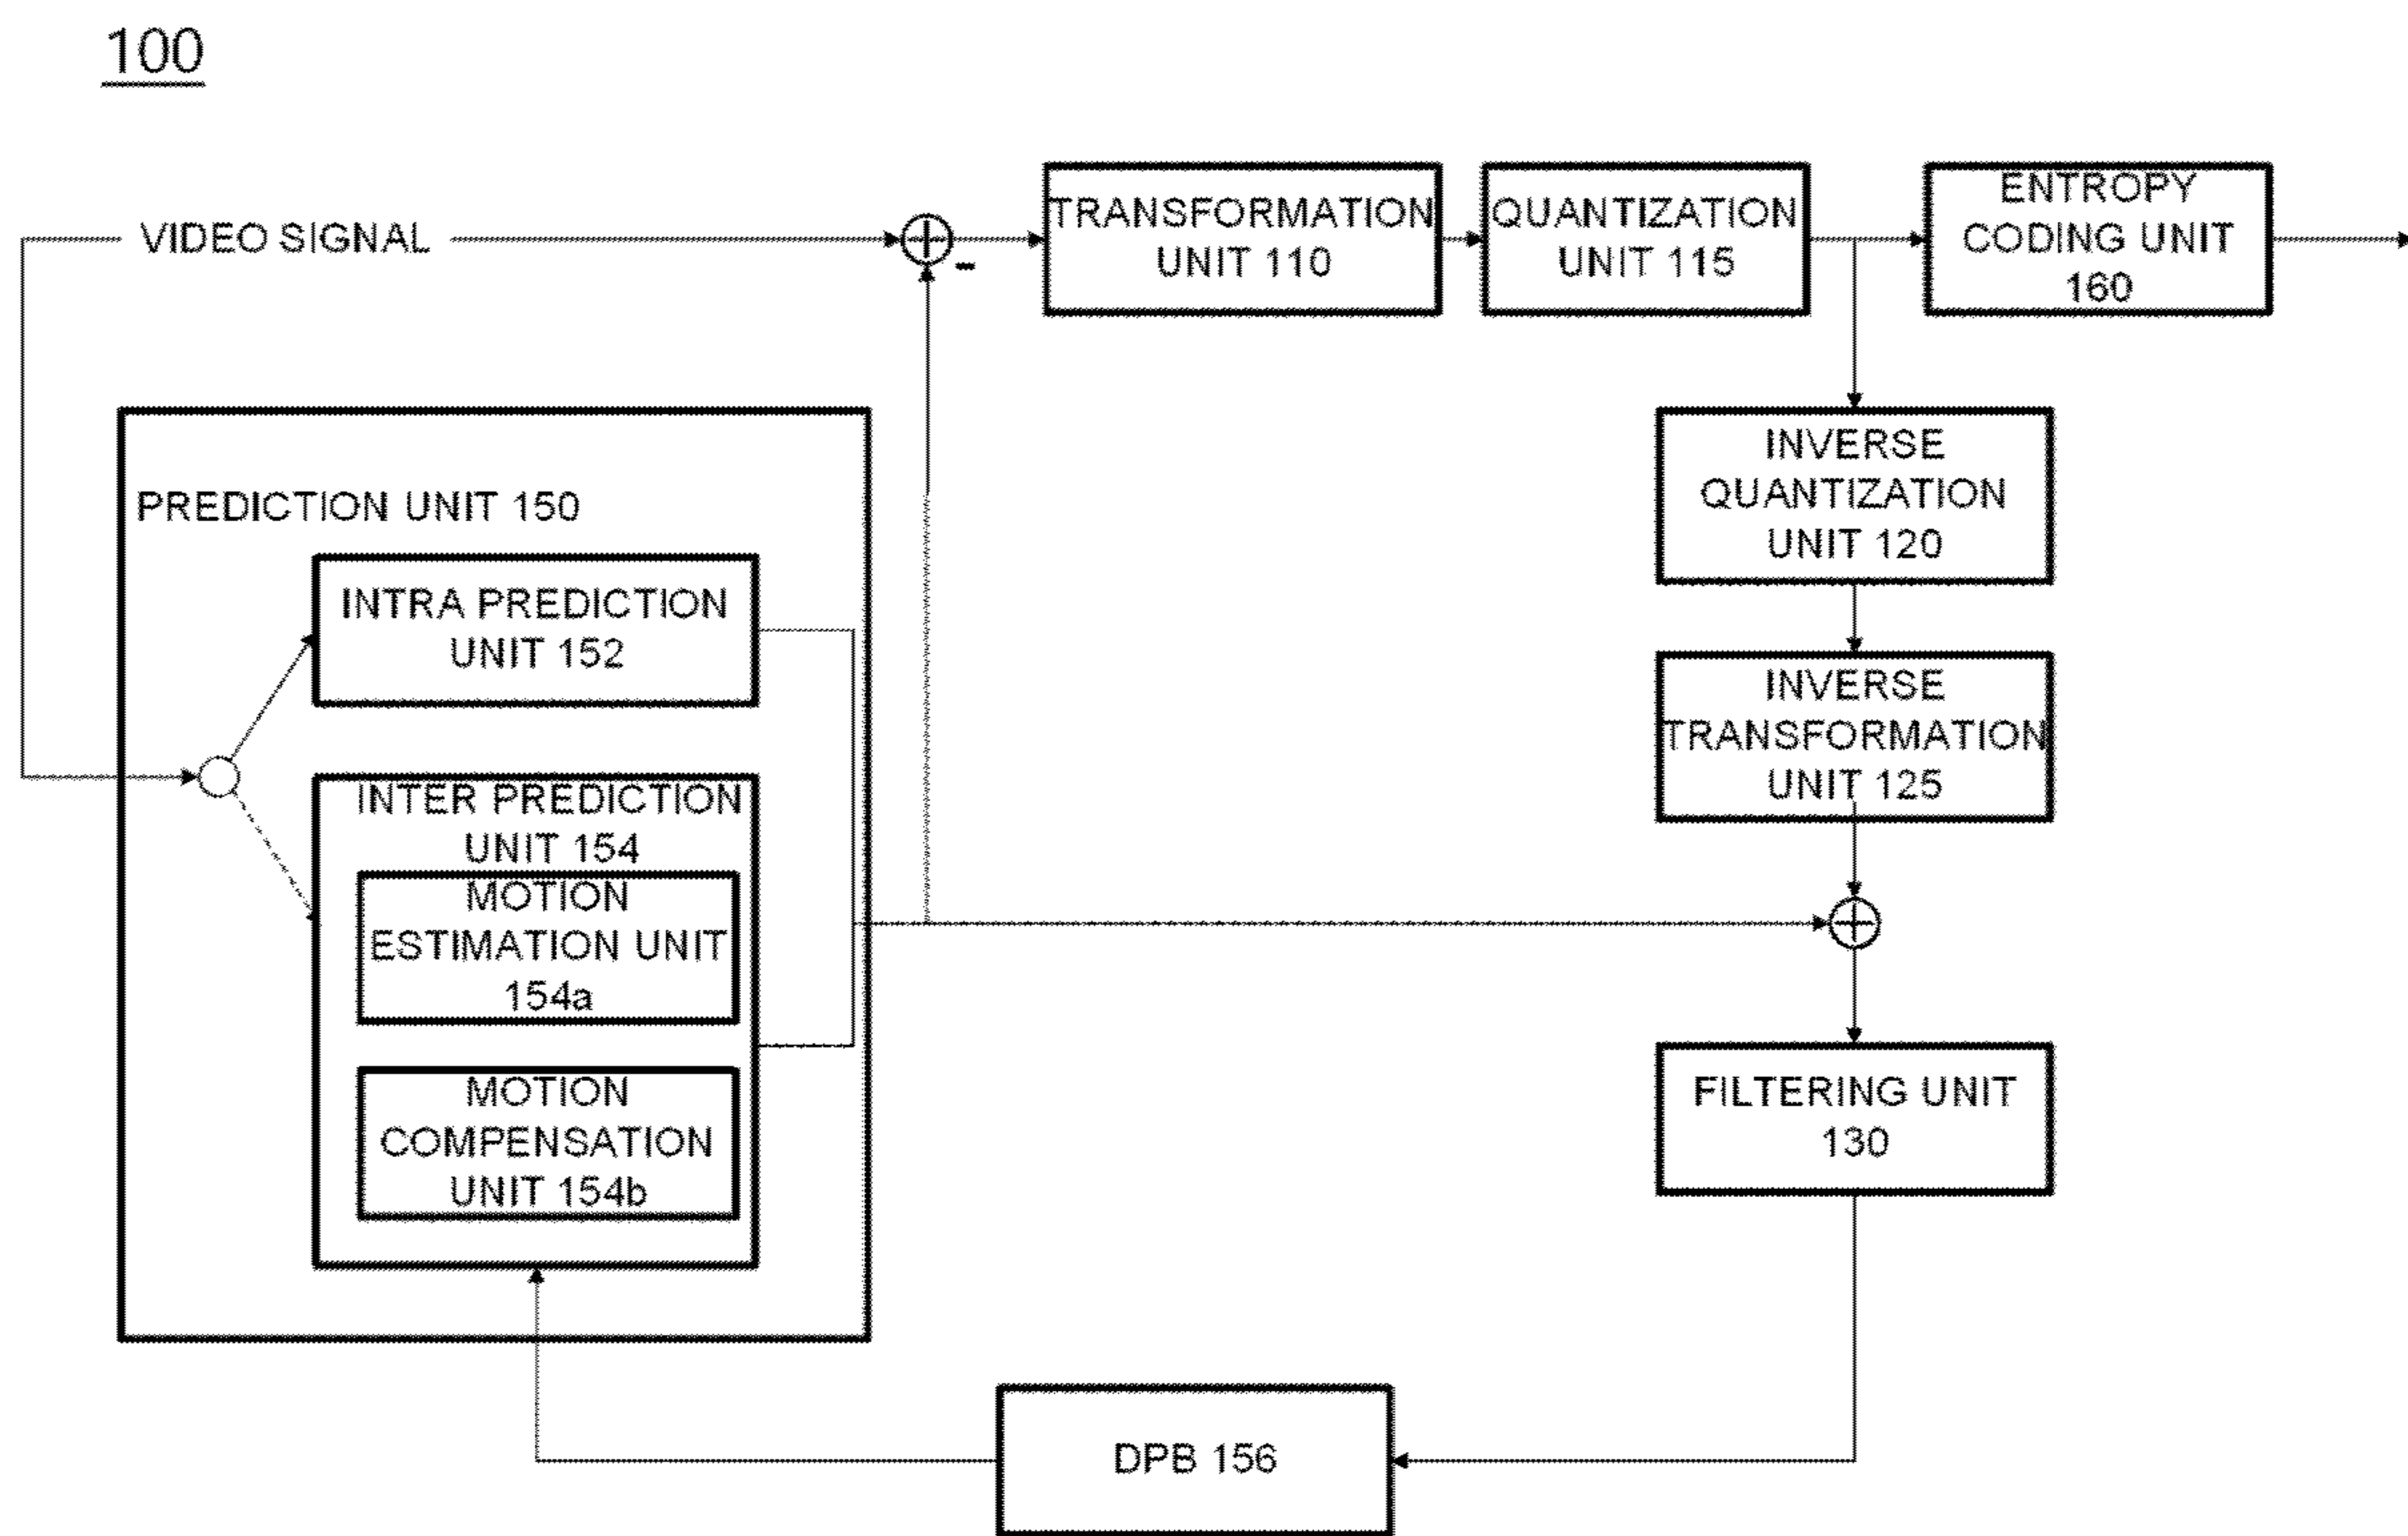 100
VIDEO SIGNAL
-
TRANSFORMATION
UNIT 110
QUANTIZATION
UNIT 115
ENTROPY
CODING UNIT
160
PREDICTION UNIT 150
INTRA PREDICTION
UNIT 152
INTER PREDICTION
UNIT 154
MOTION
ESTIMATION UNIT
154a
MOTION
COMPENSATION
UNIT 154b
INVERSE
QUANTIZATION
UNIT 120
INVERSE
TRANSFORMATION
UNIT 125
FILTERING UNIT
130
DPB 156